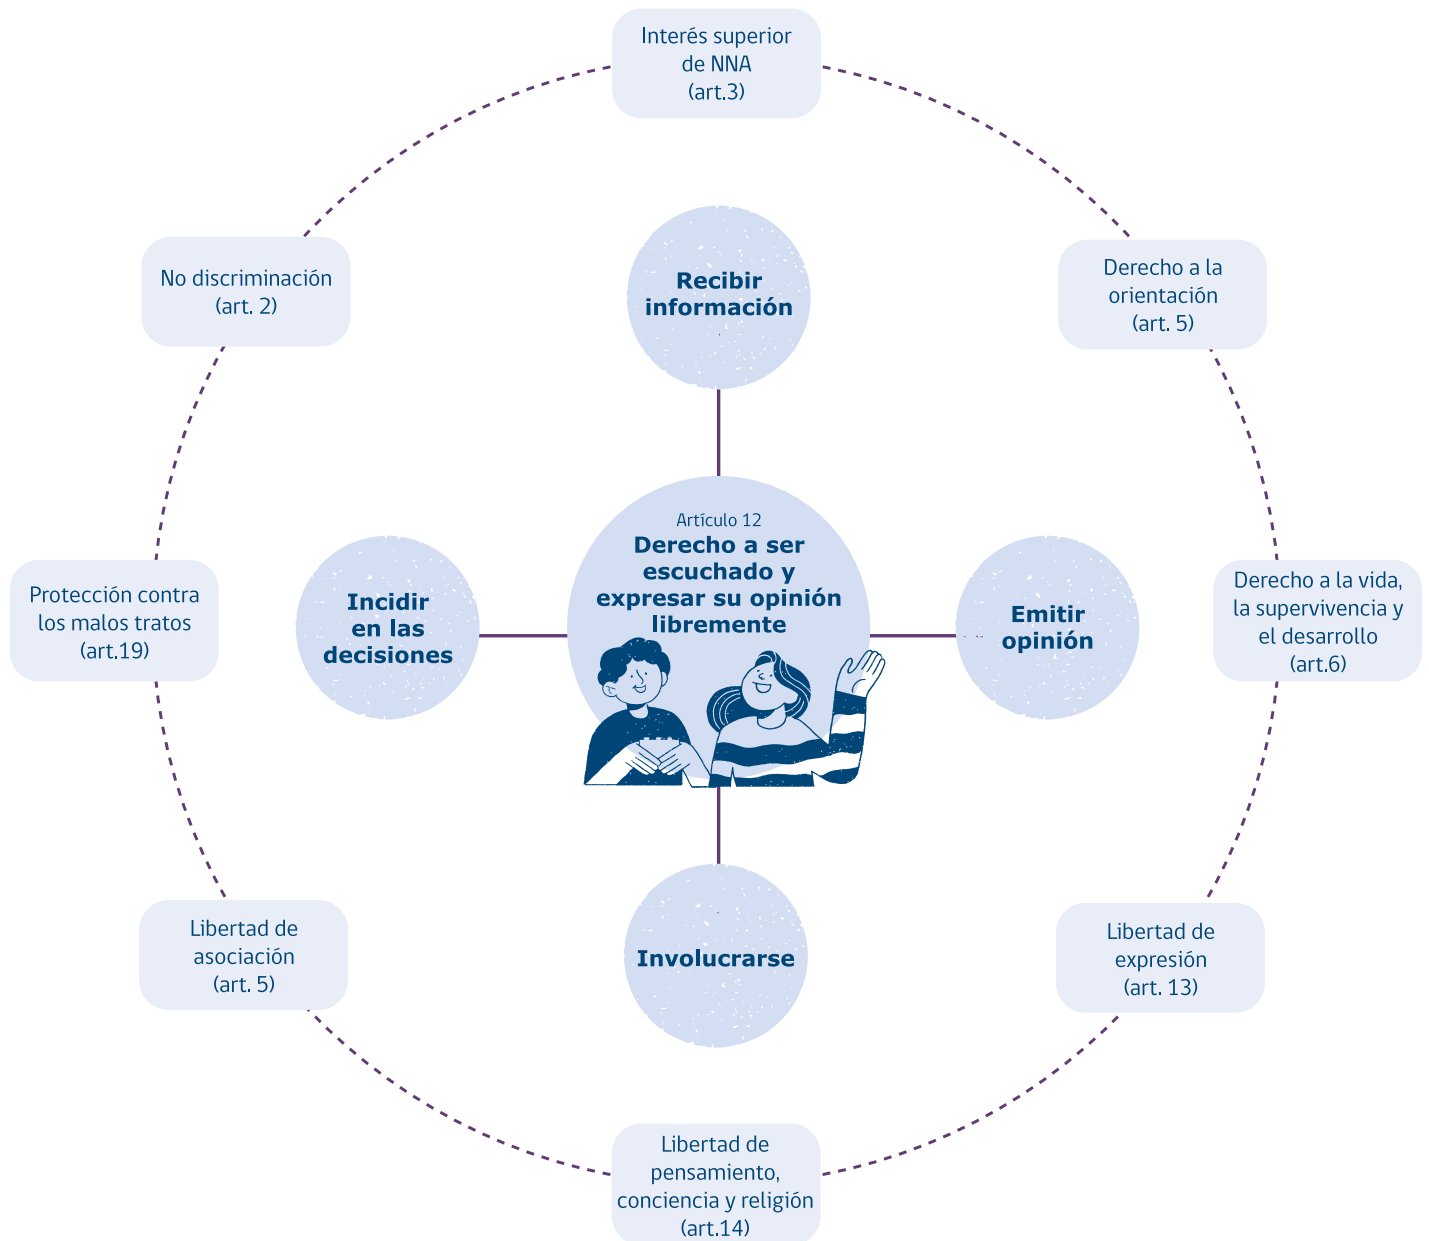 Interés superior
de NNA
(art.3)
No discriminación
(art. 2)
Recibir
información
Derecho a la
orientación
(art. 5)
Artículo 12
Derecho a ser
escuchado y
expresar su opinión
libremente
Protección contra
los malos tratos
(art.19)
Incidir
en las
decisiones
Emitir
opinión
Derecho a la vida,
la supervivencia y
el desarrollo
(art.6)
Libertad de
asociación
(art. 5)
Involucrarse
Libertad de
expresión
(art. 13)
Libertad de
pensamiento,
conciencia y religión
(art.14)